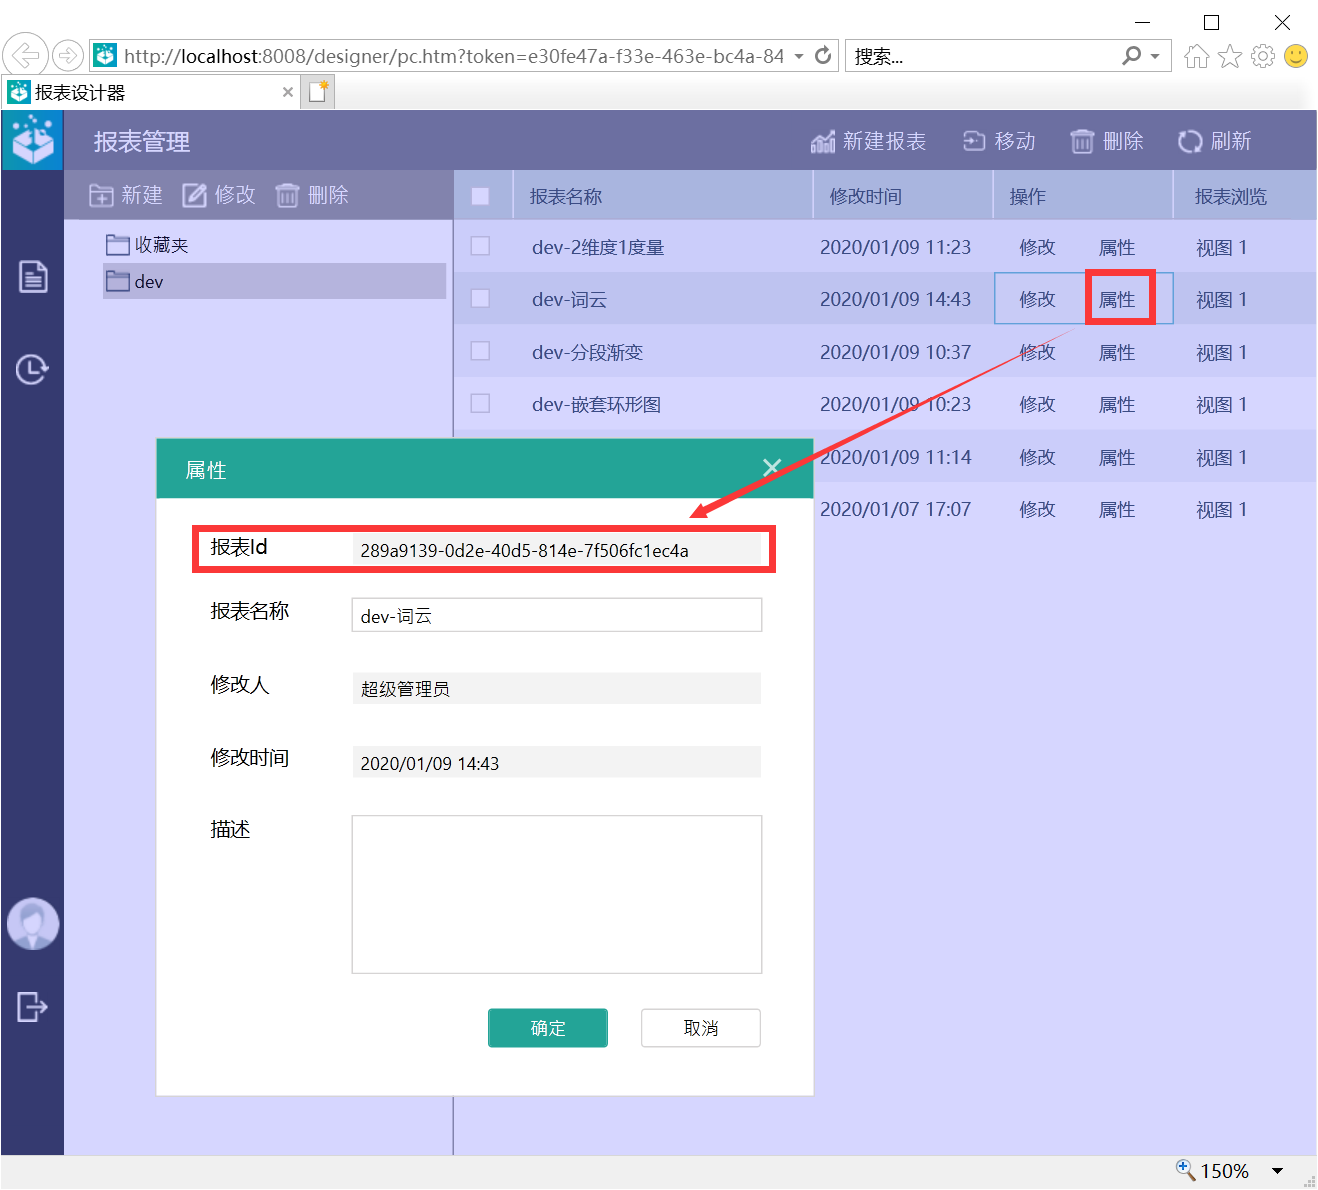 http://localhost:8008/designer/pc.htm?token=e30fe47a-f33e-463e-bc4a-84
搜索...
报表设计器
报表管理
新建报表 移动 删除 刷新
新建 修改 删除
报表名称 修改时间 操作 报表浏览
收藏夹
dev
dev-2维度1度量 2020/01/09 11:23 修改 属性 视图 1
dev-词云 2020/01/09 14:43 修改 属性 视图 1
dev-分段渐变 2020/01/09 10:37 修改 属性 视图 1
dev-嵌套环形图 2020/01/09 10:23 修改 属性 视图 1
2020/01/09 11:14 修改 属性 视图 1
2020/01/07 17:07 修改 属性 视图 1
属性
报表Id 289a9139-0d2e-40d5-814e-7f506fc1ec4a
报表名称 dev-词云
修改人 超级管理员
修改时间 2020/01/09 14:43
描述
确定 取消
150%